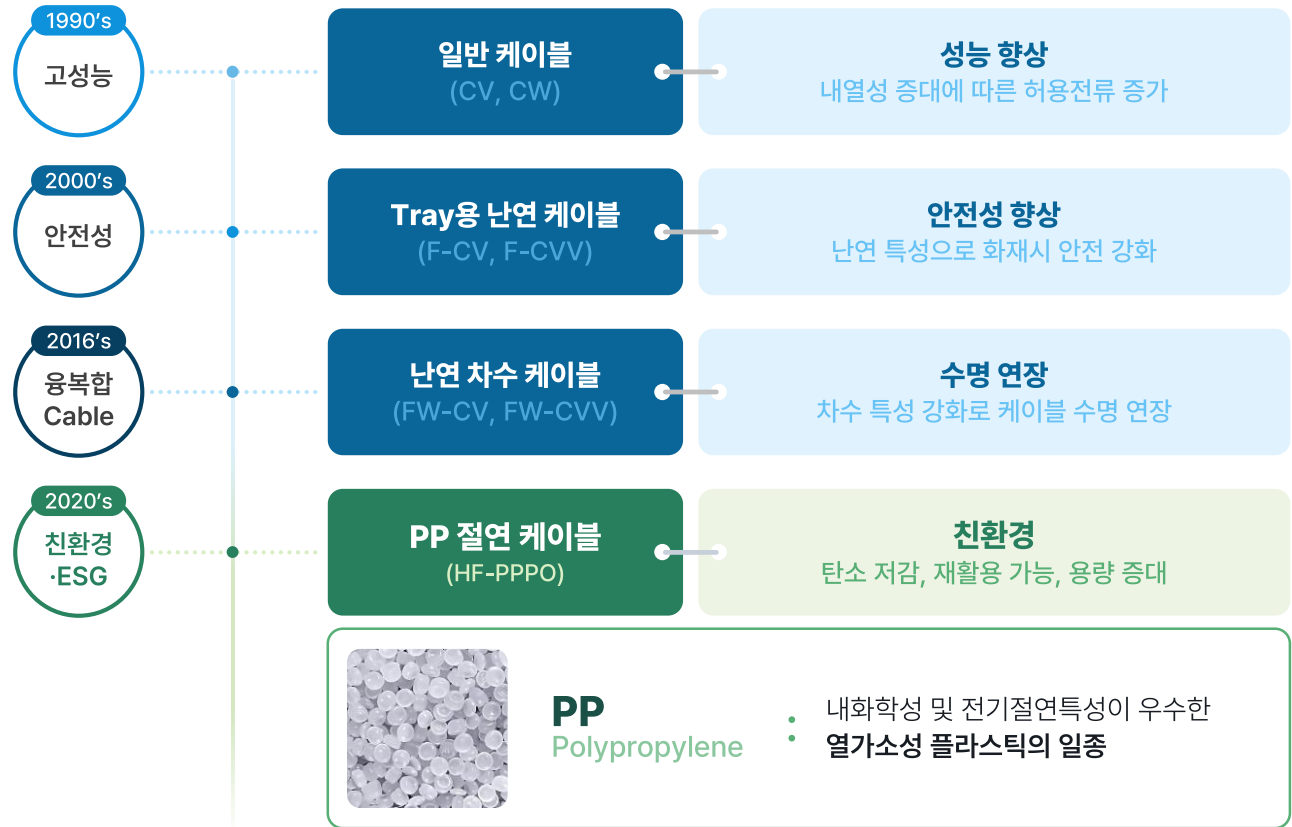 1990's
고성능
일반 케이블
(CV, CW)
성능 향상
내열성 증대에 따른 허용전류 증가
2000's
안전성
Tray용 난연 케이블
(F-CV, F-CVV)
안전성 향상
난연 특성으로 화재시 안전 강화
2016's
융복합
Cable
난연 차수 케이블
(FW-CV, FW-CVV)
수명 연장
차수 특성 강화로 케이블 수명 연장
2020's
친환경
·ESG
PP 절연 케이블
(HF-PPPO)
친환경
탄소 저감, 재활용 가능, 용량 증대
PP
Polypropylene
:
내화학성 및 전기절연특성이 우수한
열가소성 플라스틱의 일종